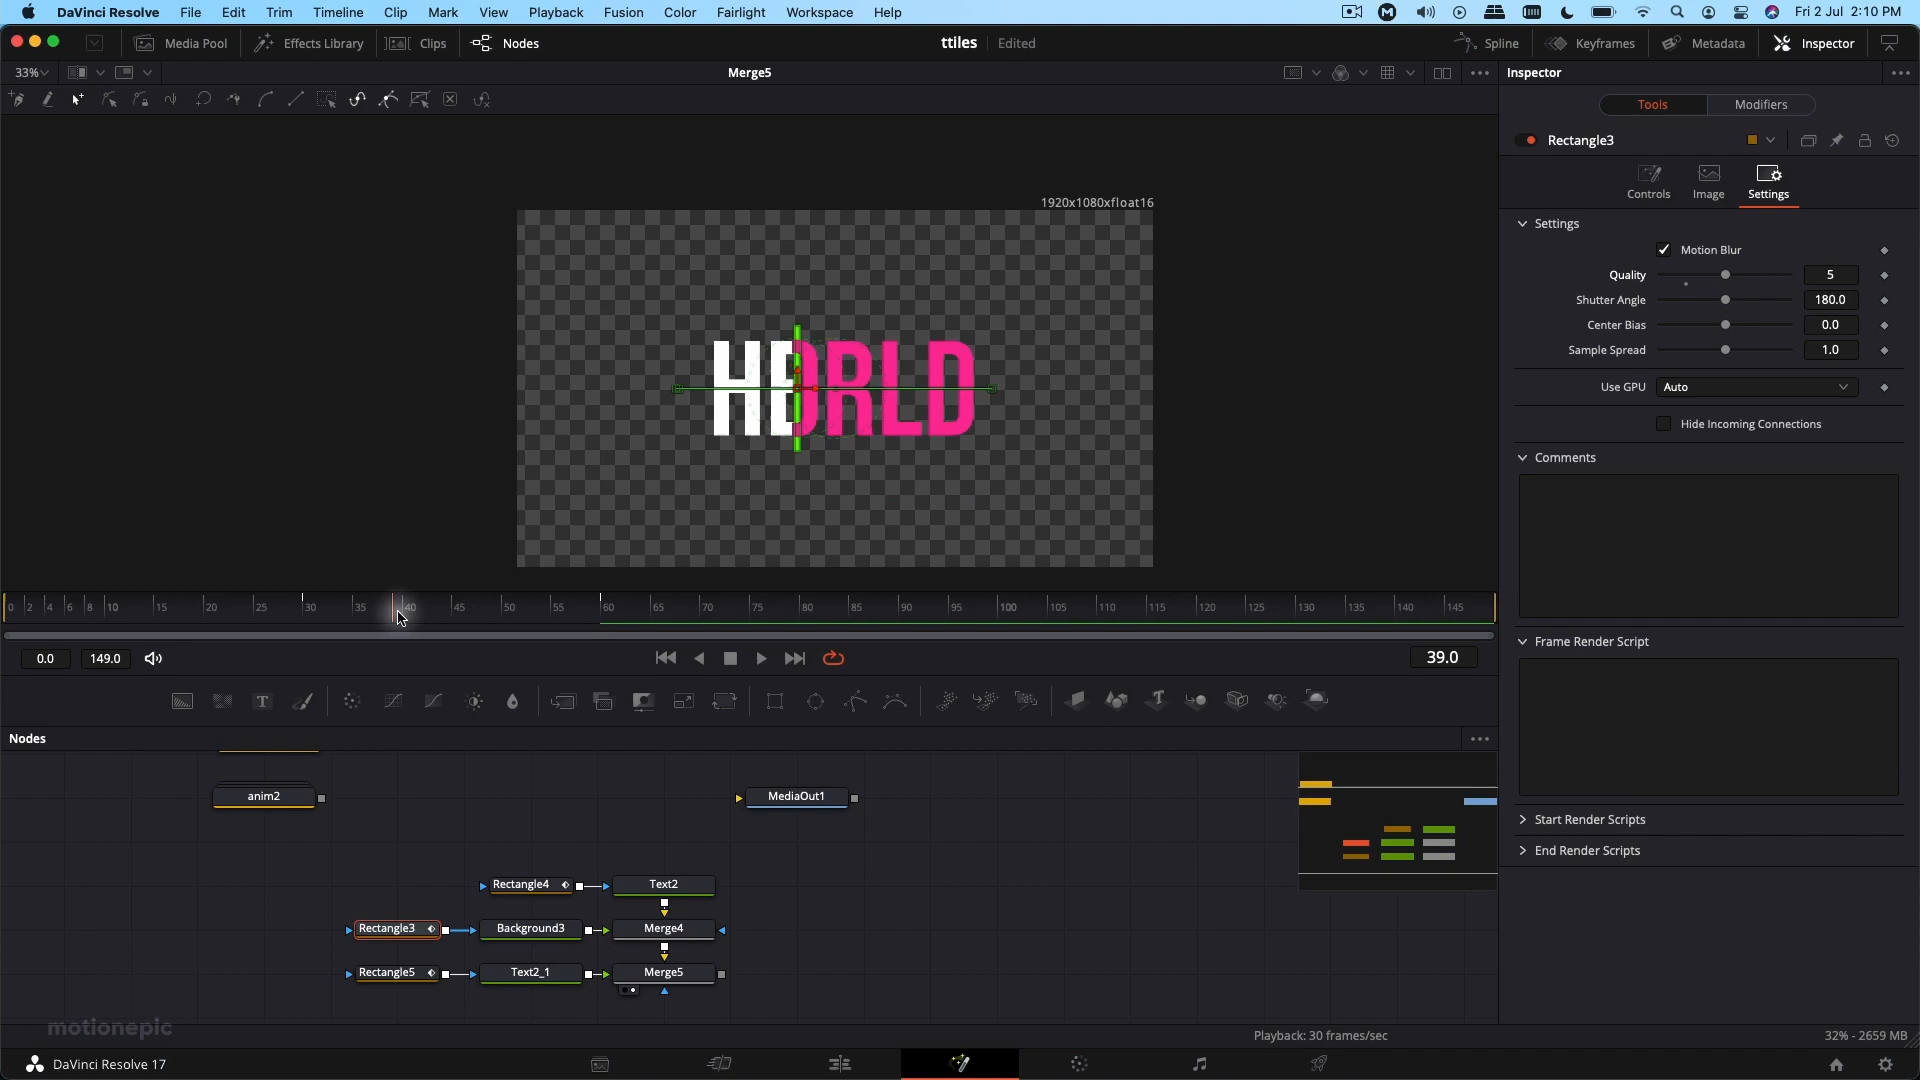 DaVinci Resolve File Edit Trim Timeline Clip Mark View Playback Fusion Color Fairlight Workspace Help Fri 2 Jul 2:10 PM
Media Pool Effects Library Clips Nodes ttiles Edited Spline Keyframes Metadata Inspector
33% Merge5 Inspector
Tools Modifiers
Rectangle3
Controls Image Settings
1920x1080xfloat16
Settings
Motion Blur
Quality 5
Shutter Angle 180.0
Center Bias 0.0
Sample Spread 1.0
HEORLD
Use GPU Auto
Hide Incoming Connections
Comments
0 2 4 6 8 10 15 20 25 30 35 40 45 50 55 60 65 70 75 80 85 90 95 100 105 110 115 120 125 130 135 140 145
Frame Render Script
0.0 149.0 39.0
Nodes
anim2 MediaOut1
Start Render Scripts
End Render Scripts
Rectangle4 Text2
Rectangle3 Background3 Merge4
Rectangle5 Text2_1 Merge5
motionepic
Playback: 30 frames/sec 32% - 2659 MB
DaVinci Resolve 17